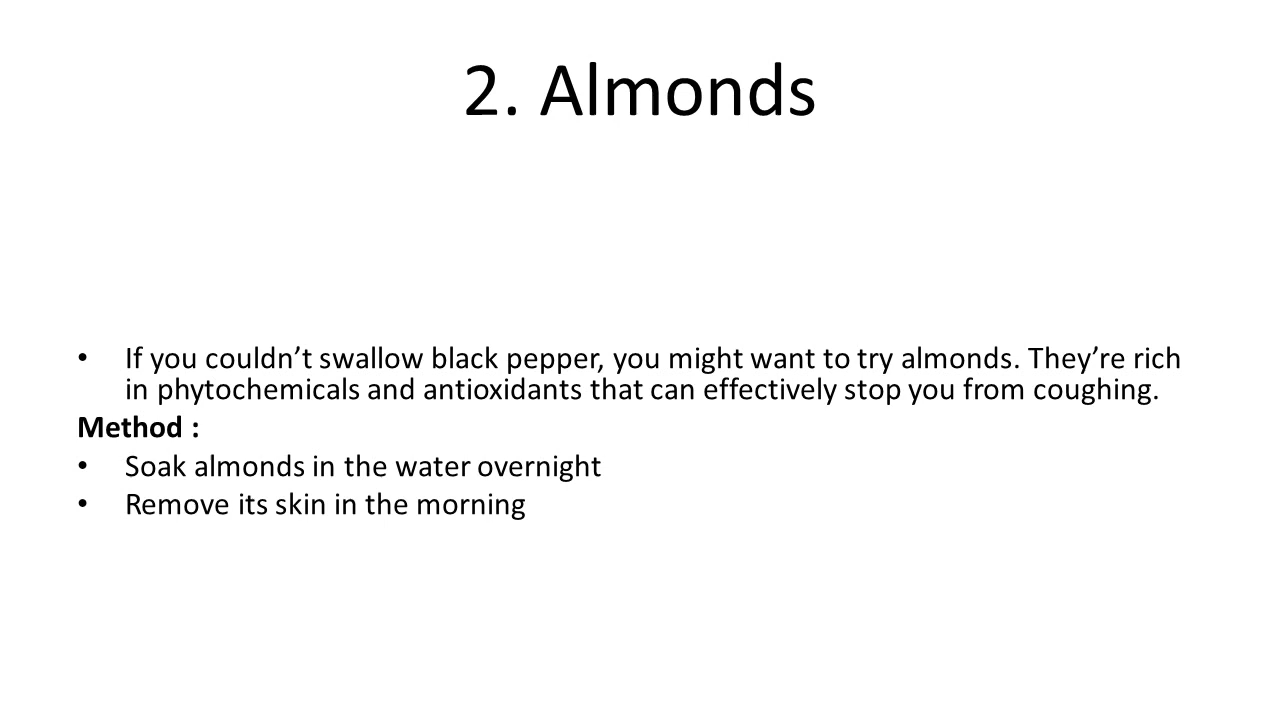 2. Almonds
• If you couldn’t swallow black pepper, you might want to try almonds. They’re rich
in phytochemicals and antioxidants that can effectively stop you from coughing.
Method :
• Soak almonds in the water overnight
• Remove its skin in the morning